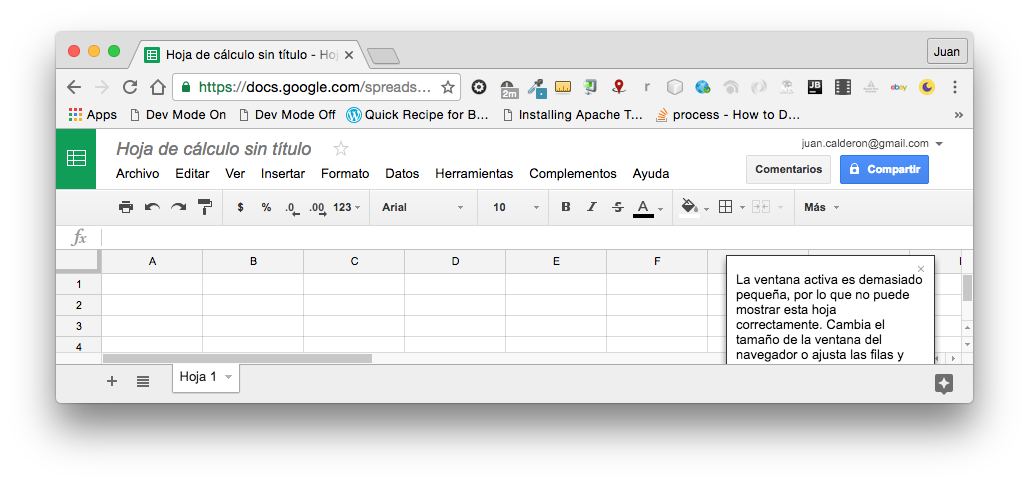 Hoja de cálculo sin título - Ho
Juan
https://docs.google.com/spreads...
2m
r
JB
ebay
Apps
Dev Mode On
Dev Mode Off
Quick Recipe for B...
Installing Apache T...
process - How to D...
»
Hoja de cálculo sin título
juan.calderon@gmail.com
Archivo Editar Ver Insertar Formato Datos Herramientas Complementos Ayuda
Comentarios
Compartir
$ % .0 .00 123 Arial 10 B I S A Más
fx
A B C D E F
1
2
3
4
La ventana activa es demasiado
pequeña, por lo que no puede
mostrar esta hoja
correctamente. Cambia el
tamaño de la ventana del
navegador o ajusta las filas y
Hoja 1